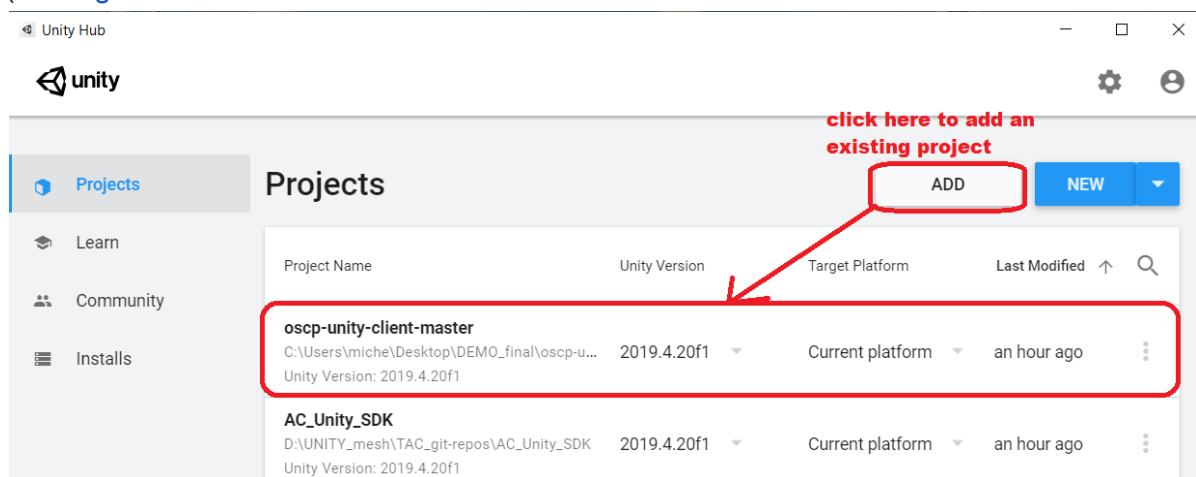 Unity Hub
unity
click here to add an
existing project
Projects
Projects
ADD
NEW
Learn
Project Name
Unity Version
Target Platform
Last Modified
Community
oscp-unity-client-master
C:\Users\miche\Desktop\DEMO_final\oscp-u...
2019.4.20f1
Current platform
an hour ago
Unity Version: 2019.4.20f1
Installs
AC_Unity_SDK
D:\UNITY_mesh\TAC_git-repos\AC_Unity_SDK
2019.4.20f1
Current platform
an hour ago
Unity Version: 2019.4.20f1